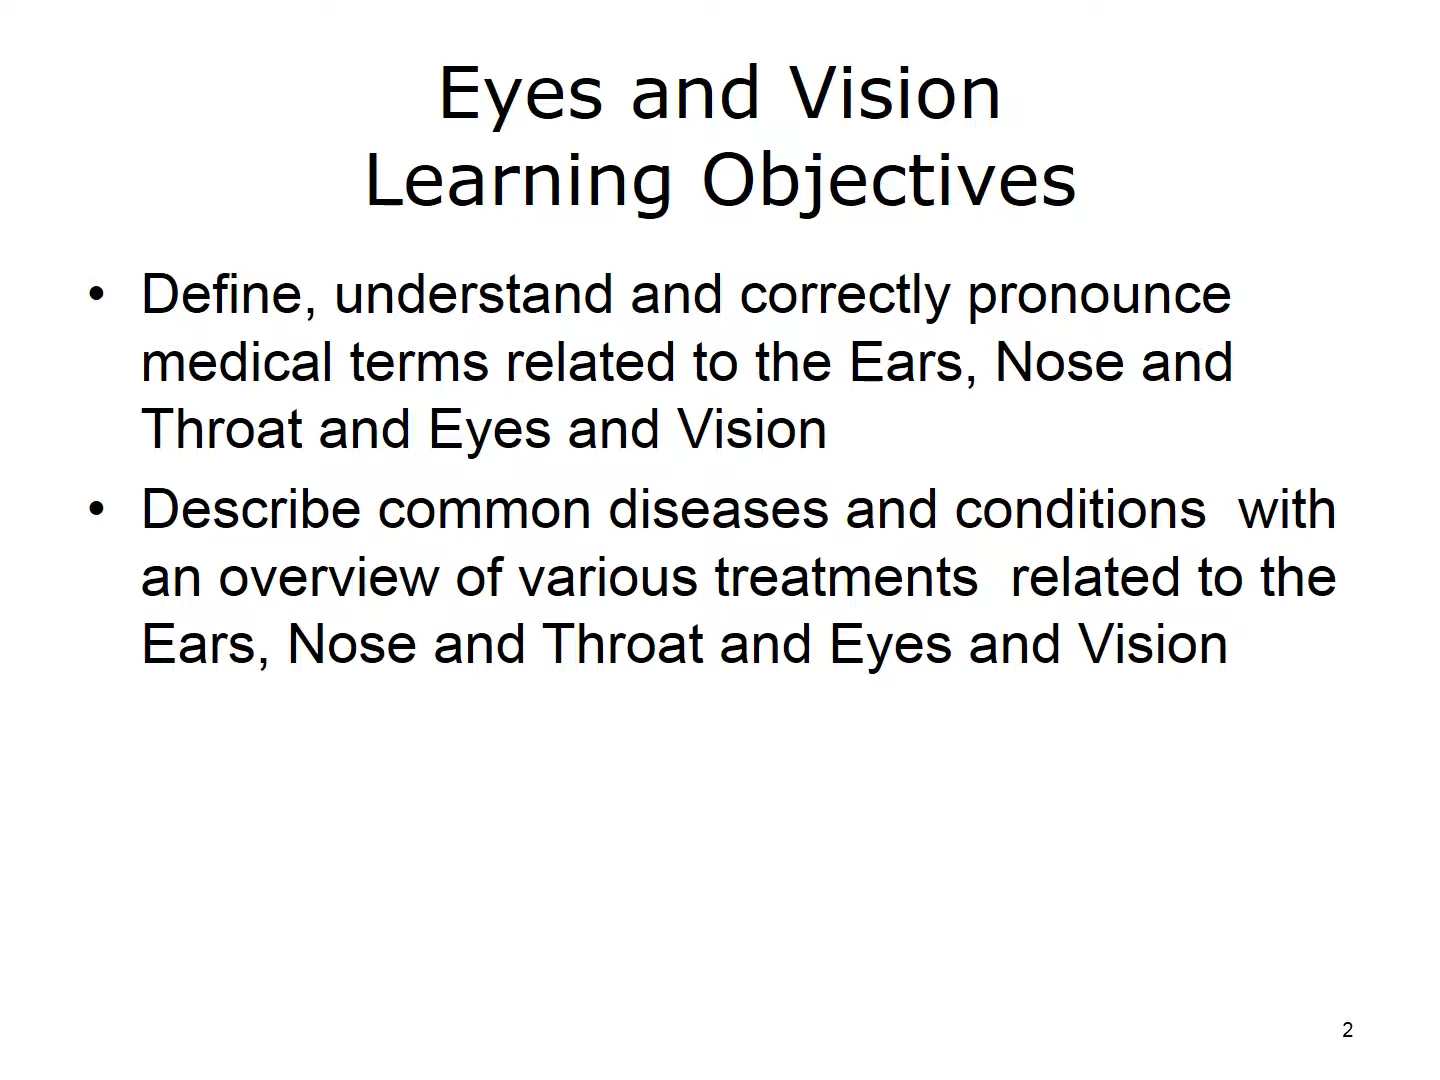 Eyes and Vision
Learning Objectives
• Define, understand and correctly pronounce
medical terms related to the Ears, Nose and
Throat and Eyes and Vision
• Describe common diseases and conditions  with
an overview of various treatments  related to the
Ears, Nose and Throat and Eyes and Vision
2